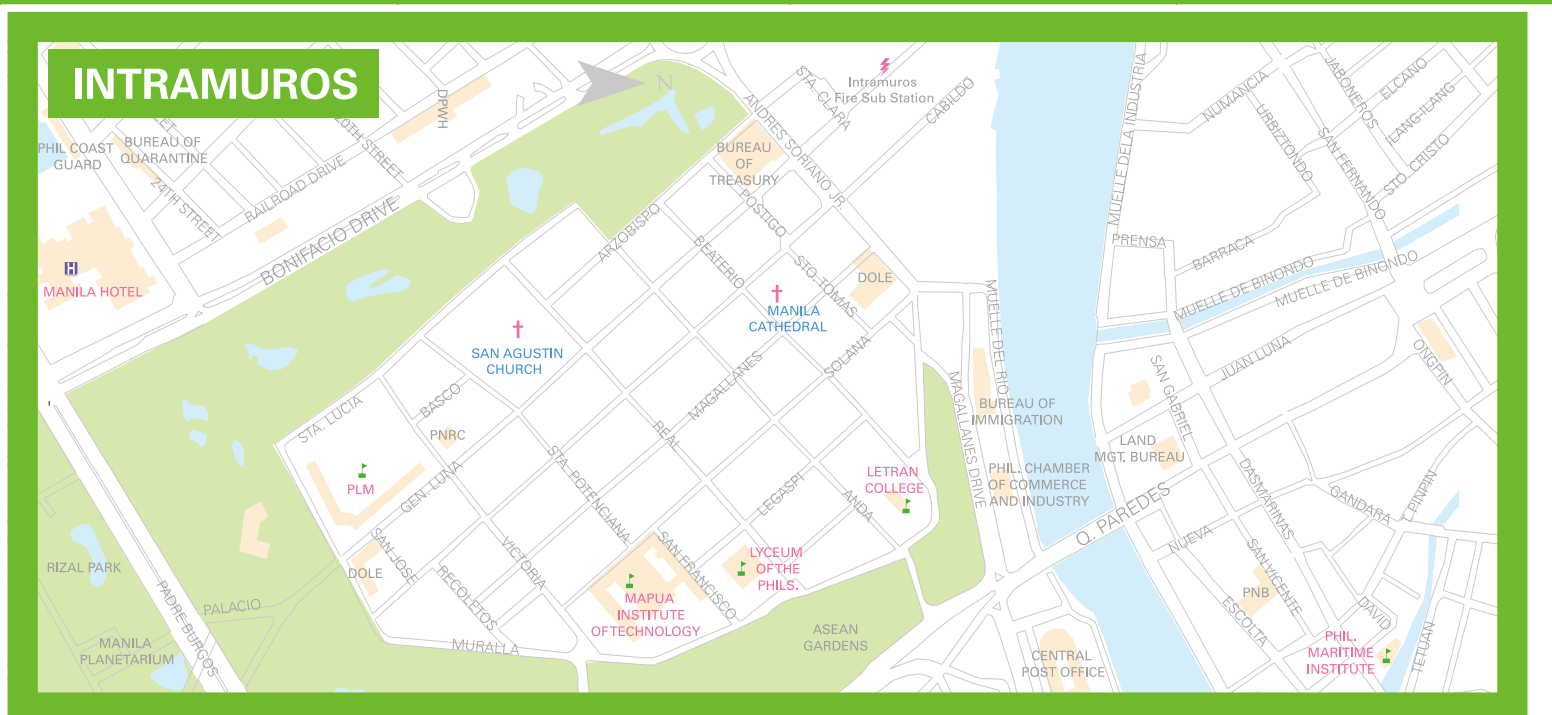 INTRAMUROS
N
Intramuros
Fire Sub Station
STA. CLARA
CABILDO
ANDRES SORIANO JR.
DPWH
20TH STREET
PHIL COAST
GUARD
BUREAU OF
QUARANTINE
24TH STREET
RAILROAD DRIVE
BONIFACIO DRIVE
H
MANILA HOTEL
BUREAU
OF
TREASURY
POSTIGO
ARZOBISPO
BEATERIO
STO. TOMAS
DOLE
MANILA
CATHEDRAL
SAN AGUSTIN
CHURCH
MAGALLANES
SOLANA
REAL
STA. LUCIA
BASCO
PNRC
PLM
GEN. LUNA
STA. POTENCIANA
LEGASPI
ANDA
LETRAN
COLLEGE
SAN JOSE
DOLE
RECOLETOS
VICTORIA
SAN FRANCISCO
LYCEUM
OFTHE
PHILS.
MAPUA
INSTITUTE
OFTECHNOLOGY
MURALLA
ASEAN
GARDENS
RIZAL PARK
PALACIO
PADRE BURGOS
MANILA
PLANETARIUM
MUELLE DEL RIO
MAGALLANES DRIVE
BUREAU OF
IMMIGRATION
PHIL. CHAMBER
OF COMMERCE
AND INDUSTRY
CENTRAL
POST OFFICE
Q. PAREDES
MUELLE DELA INDUSTRIA
NUMANCIA
URBIZTONDO
JABONEROS
ELCANO
LANG-ILANG
SAN FERNANDO
STO. CRISTO
PRENSA
BARRACA
MUELLE DE BINONDO
MUELLE DE BINONDO
JUAN LUNA
ONGPIN
SAN GABRIEL
LAND
MGT. BUREAU
DASMARINAS
GANDARA
T. PINPIN
NUEVA
SAN VICENTE
PNB
ESCOLTA
DAVID
TETUAN
PHIL.
MARITIME
INSTITUTE